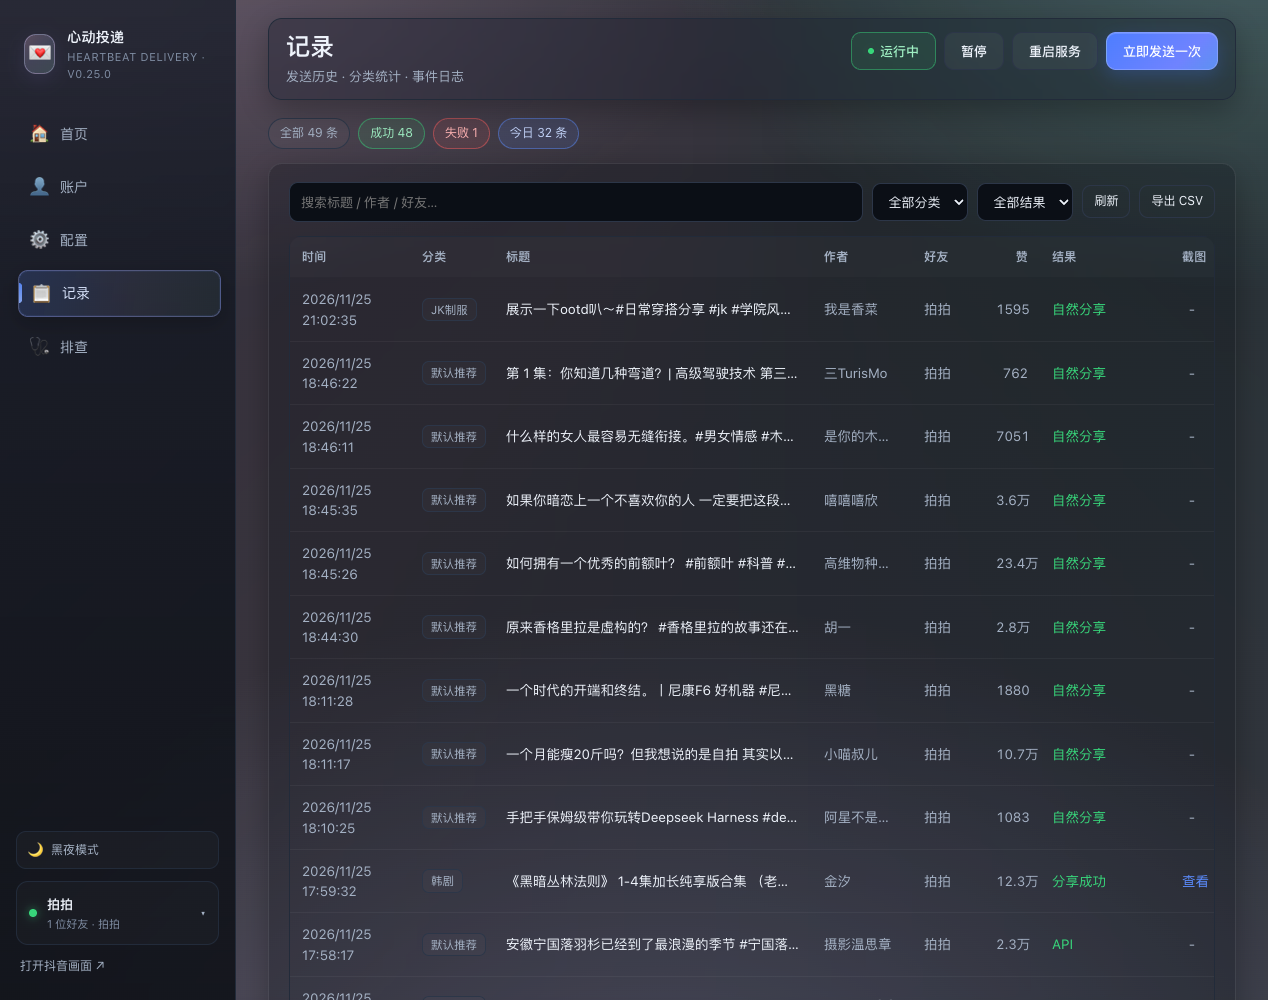 心动投递
HEARTBEAT DELIVERY ·
V0.25.0
首页
账户
配置
记录
排查
黑夜模式
拍拍
1 位好友 · 拍拍
打开抖音画面 ↗
记录
发送历史 · 分类统计 · 事件日志
运行中
暂停
重启服务
立即发送一次
全部 49 条
成功 48
失败 1
今日 32 条
搜索标题 / 作者 / 好友...
全部分类
全部结果
刷新
导出 CSV
时间 分类 标题 作者 好友 赞 结果 截图
2026/11/25
21:02:35
JK制服 展示一下ootd叭～#日常穿搭分享 #jk #学院风... 我是香菜 拍拍 1595 自然分享 -
2026/11/25
18:46:22
默认推荐 第 1 集：你知道几种弯道？| 高级驾驶技术 第三... 三TurisMo 拍拍 762 自然分享 -
2026/11/25
18:46:11
默认推荐 什么样的女人最容易无缝衔接。#男女情感 #木... 是你的木... 拍拍 7051 自然分享 -
2026/11/25
18:45:35
默认推荐 如果你暗恋上一个不喜欢你的人 一定要把这段... 嘻嘻嘻欣 拍拍 3.6万 自然分享 -
2026/11/25
18:45:26
默认推荐 如何拥有一个优秀的前额叶？ #前额叶 #科普 #... 高维物种... 拍拍 23.4万 自然分享 -
2026/11/25
18:44:30
默认推荐 原来香格里拉是虚构的？ #香格里拉的故事还在... 胡一 拍拍 2.8万 自然分享 -
2026/11/25
18:11:28
默认推荐 一个时代的开端和终结。丨尼康F6 好机器 #尼... 黑糖 拍拍 1880 自然分享 -
2026/11/25
18:11:17
默认推荐 一个月能瘦20斤吗？但我想说的是自拍 其实以... 小喵叔儿 拍拍 10.7万 自然分享 -
2026/11/25
18:10:25
默认推荐 手把手保姆级带你玩转Deepseek Harness #de... 阿星不是... 拍拍 1083 自然分享 -
2026/11/25
17:59:32
韩剧 《黑暗丛林法则》 1-4集加长纯享版合集 （老... 金汐 拍拍 12.3万 分享成功 查看
2026/11/25
17:58:17
默认推荐 安徽宁国落羽杉已经到了最浪漫的季节 #宁国落... 摄影温思章 拍拍 2.3万 API -
2026/11/25